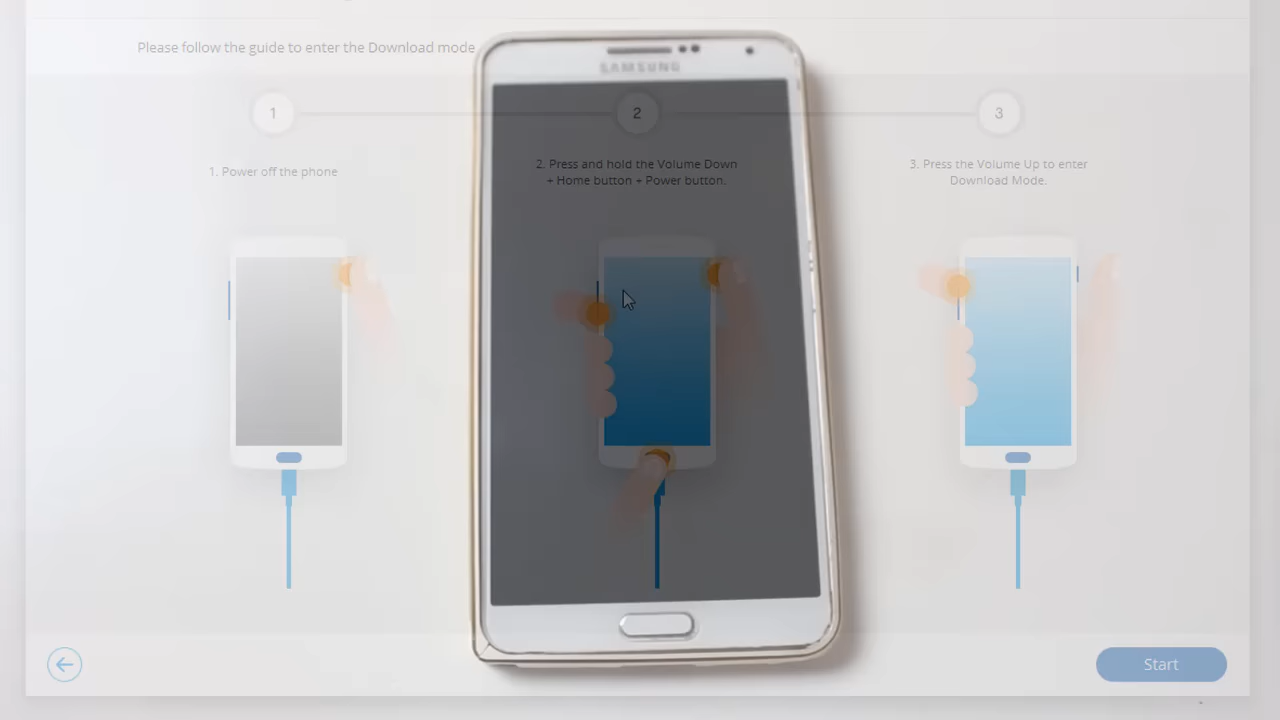 Please follow the guide to enter the Download mode
SAMSUNG
1
2
3
1. Power off the phone
2. Press and hold the Volume Down
+ Home button + Power button.
3. Press the Volume Up to enter
Download Mode.
Start